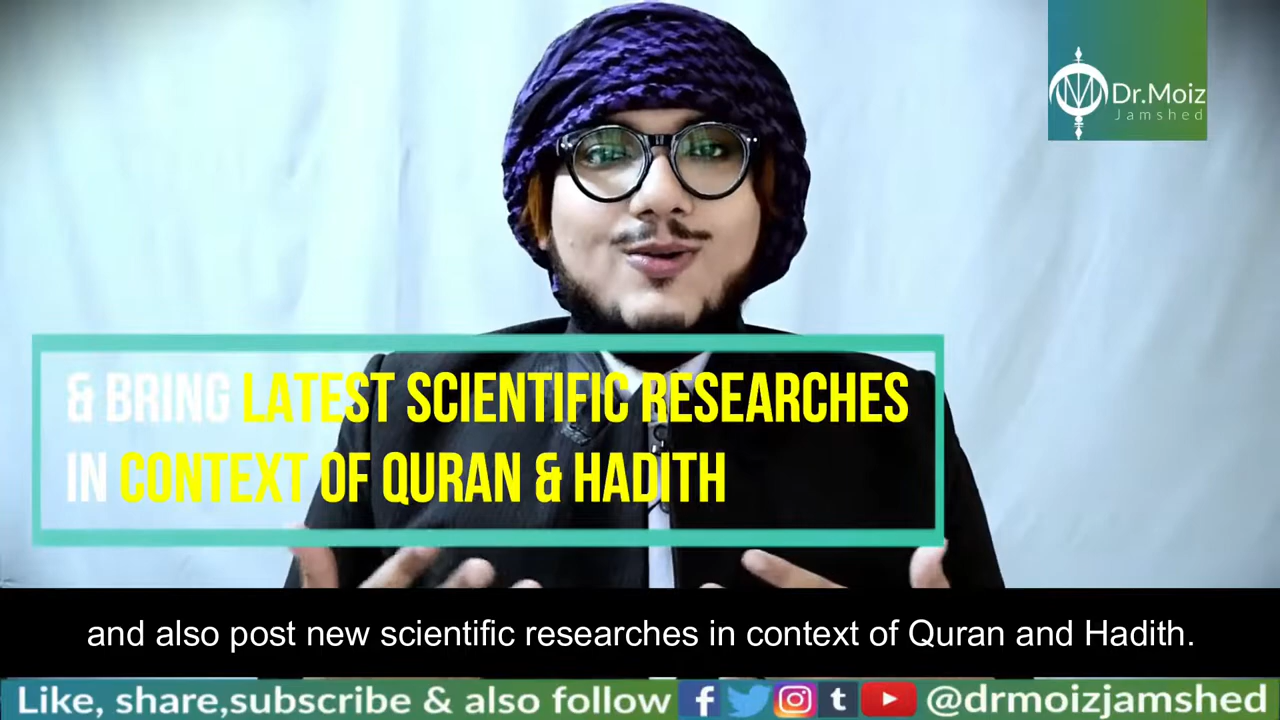 Dr.Moiz
Jamshed
& BRING LATEST SCIENTIFIC RESEARCHES
IN CONTEXT OF QURAN & HADITH
and also post new scientific researches in context of Quran and Hadith.
Like, share,subscribe & also follow f t @drmoizjamshed